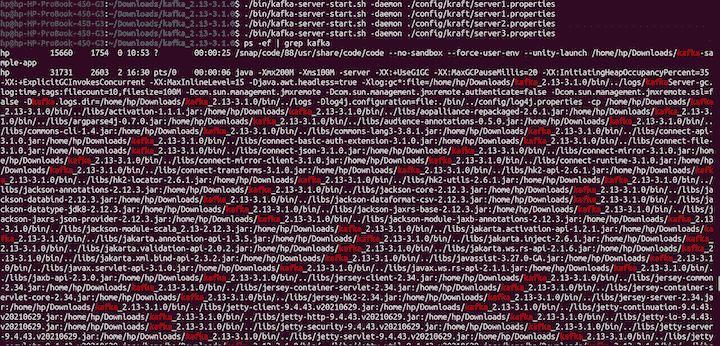 hp@hp-HP-ProBook-450-G3:~/Downloads/kafka_2.13-3.1.0$ ./bin/kafka-server-start.sh -daemon ./config/kraft/server1.properties
hp@hp-HP-ProBook-450-G3:~/Downloads/kafka_2.13-3.1.0$ ./bin/kafka-server-start.sh -daemon ./config/kraft/server2.properties
hp@hp-HP-ProBook-450-G3:~/Downloads/kafka_2.13-3.1.0$ ./bin/kafka-server-start.sh -daemon ./config/kraft/server3.properties
hp@hp-HP-ProBook-450-G3:~/Downloads/kafka_2.13-3.1.0$ ps -ef | grep kafka
hp 15660 1754 0 10:53 ? 00:00:25 /snap/code/88/usr/share/code/code --no-sandbox --force-user-env --unity-launch /home/hp/Downloads/kafka-sa
mple-app
hp 31731 2603 2 16:30 pts/0 00:00:06 java -Xmx200M -Xms100M -server -XX:+UseG1GC -XX:MaxGCPauseMillis=20 -XX:InitiatingHeapOccupancyPercent=35
-XX:+ExplicitGCInvokesConcurrent -XX:MaxInlineLevel=15 -Djava.awt.headless=true -Xlog:gc*:file=/home/hp/Downloads/kafka_2.13-3.1.0/bin/../logs/kafkaServer-gc.
log:time,tags:filecount=10,filesize=100M -Dcom.sun.management.jmxremote -Dcom.sun.management.jmxremote.authenticate=false -Dcom.sun.management.jmxremote.ssl=f
alse -Dkafka.logs.dir=/home/hp/Downloads/kafka_2.13-3.1.0/bin/../logs -Dlog4j.configuration=file:./bin/../config/log4j.properties -cp /home/hp/Downloads/kafka
_2.13-3.1.0/bin/../libs/activation-1.1.1.jar:/home/hp/Downloads/kafka_2.13-3.1.0/bin/../libs/aopalliance-repackaged-2.6.1.jar:/home/hp/Downloads/kafka_2.13-3.
1.0/bin/../libs/argparse4j-0.7.0.jar:/home/hp/Downloads/kafka_2.13-3.1.0/bin/../libs/audience-annotations-0.5.0.jar:/home/hp/Downloads/kafka_2.13-3.1.0/bin/..
/libs/commons-cli-1.4.jar:/home/hp/Downloads/kafka_2.13-3.1.0/bin/../libs/commons-lang3-3.8.1.jar:/home/hp/Downloads/kafka_2.13-3.1.0/bin/../libs/connect-api-
3.1.0.jar:/home/hp/Downloads/kafka_2.13-3.1.0/bin/../libs/connect-basic-auth-extension-3.1.0.jar:/home/hp/Downloads/kafka_2.13-3.1.0/bin/../libs/connect-file-
3.1.0.jar:/home/hp/Downloads/kafka_2.13-3.1.0/bin/../libs/connect-json-3.1.0.jar:/home/hp/Downloads/kafka_2.13-3.1.0/bin/../libs/connect-mirror-3.1.0.jar:/hom
e/hp/Downloads/kafka_2.13-3.1.0/bin/../libs/connect-mirror-client-3.1.0.jar:/home/hp/Downloads/kafka_2.13-3.1.0/bin/../libs/connect-runtime-3.1.0.jar:/home/hp
/Downloads/kafka_2.13-3.1.0/bin/../libs/connect-transforms-3.1.0.jar:/home/hp/Downloads/kafka_2.13-3.1.0/bin/../libs/hk2-api-2.6.1.jar:/home/hp/Downloads/kafk
a_2.13-3.1.0/bin/../libs/hk2-locator-2.6.1.jar:/home/hp/Downloads/kafka_2.13-3.1.0/bin/../libs/hk2-utils-2.6.1.jar:/home/hp/Downloads/kafka_2.13-3.1.0/bin/../
libs/jackson-annotations-2.12.3.jar:/home/hp/Downloads/kafka_2.13-3.1.0/bin/../libs/jackson-core-2.12.3.jar:/home/hp/Downloads/kafka_2.13-3.1.0/bin/../libs/ja
ckson-databind-2.12.3.jar:/home/hp/Downloads/kafka_2.13-3.1.0/bin/../libs/jackson-dataformat-csv-2.12.3.jar:/home/hp/Downloads/kafka_2.13-3.1.0/bin/../libs/ja
ckson-datatype-jdk8-2.12.3.jar:/home/hp/Downloads/kafka_2.13-3.1.0/bin/../libs/jackson-jaxrs-base-2.12.3.jar:/home/hp/Downloads/kafka_2.13-3.1.0/bin/../libs/j
ackson-jaxrs-json-provider-2.12.3.jar:/home/hp/Downloads/kafka_2.13-3.1.0/bin/../libs/jackson-module-jaxb-annotations-2.12.3.jar:/home/hp/Downloads/kafka_2.13
-3.1.0/bin/../libs/jackson-module-scala_2.13-2.12.3.jar:/home/hp/Downloads/kafka_2.13-3.1.0/bin/../libs/jakarta.activation-api-1.2.1.jar:/home/hp/Downloads/ka
fka_2.13-3.1.0/bin/../libs/jakarta.annotation-api-1.3.5.jar:/home/hp/Downloads/kafka_2.13-3.1.0/bin/../libs/jakarta.inject-2.6.1.jar:/home/hp/Downloads/kafka_
2.13-3.1.0/bin/../libs/jakarta.validation-api-2.0.2.jar:/home/hp/Downloads/kafka_2.13-3.1.0/bin/../libs/jakarta.ws.rs-api-2.1.6.jar:/home/hp/Downloads/kafka_2
.13-3.1.0/bin/../libs/jakarta.xml.bind-api-2.3.2.jar:/home/hp/Downloads/kafka_2.13-3.1.0/bin/../libs/javassist-3.27.0-GA.jar:/home/hp/Downloads/kafka_2.13-3.1
.0/bin/../libs/javax.servlet-api-3.1.0.jar:/home/hp/Downloads/kafka_2.13-3.1.0/bin/../libs/javax.ws.rs-api-2.1.1.jar:/home/hp/Downloads/kafka_2.13-3.1.0/bin/.
./libs/jaxb-api-2.3.0.jar:/home/hp/Downloads/kafka_2.13-3.1.0/bin/../libs/jersey-client-2.34.jar:/home/hp/Downloads/kafka_2.13-3.1.0/bin/../libs/jersey-common
-2.34.jar:/home/hp/Downloads/kafka_2.13-3.1.0/bin/../libs/jersey-container-servlet-2.34.jar:/home/hp/Downloads/kafka_2.13-3.1.0/bin/../libs/jersey-container-s
ervlet-core-2.34.jar:/home/hp/Downloads/kafka_2.13-3.1.0/bin/../libs/jersey-hk2-2.34.jar:/home/hp/Downloads/kafka_2.13-3.1.0/bin/../libs/jersey-server-2.34.ja
r:/home/hp/Downloads/kafka_2.13-3.1.0/bin/../libs/jetty-client-9.4.43.v20210629.jar:/home/hp/Downloads/kafka_2.13-3.1.0/bin/../libs/jetty-continuation-9.4.43.
v20210629.jar:/home/hp/Downloads/kafka_2.13-3.1.0/bin/../libs/jetty-http-9.4.43.v20210629.jar:/home/hp/Downloads/kafka_2.13-3.1.0/bin/../libs/jetty-io-9.4.43.
v20210629.jar:/home/hp/Downloads/kafka_2.13-3.1.0/bin/../libs/jetty-security-9.4.43.v20210629.jar:/home/hp/Downloads/kafka_2.13-3.1.0/bin/../libs/jetty-server
-9.4.43.v20210629.jar:/home/hp/Downloads/kafka_2.13-3.1.0/bin/../libs/jetty-servlet-9.4.43.v20210629.jar:/home/hp/Downloads/kafka_2.13-3.1.0/bin/../libs/jetty